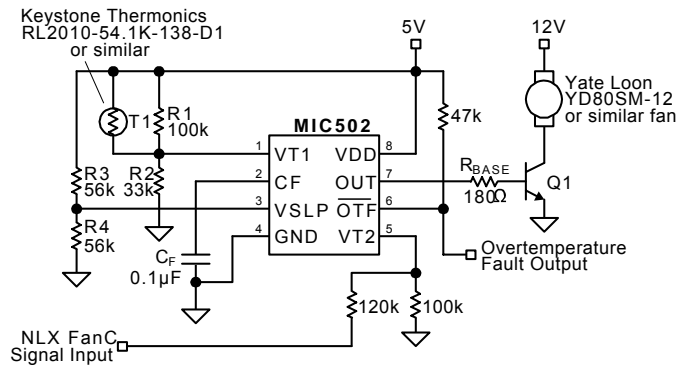 Keystone Thermonics
RL2010-54.1K-138-D1
or similar
5V
12V
Yate Loon
YD80SM-12
or similar fan
T1
R1
100k
47k
MIC502
R3
56k
R2
33k
1
VT1
VDD
8
2
CF
OUT
7
RBASE
180Ω
Q1
3
VSLP
OTF
6
4
GND
VT2
5
R4
56k
CF
0.1µF
Overtemperature
Fault Output
120k
100k
NLX FanC
Signal Input